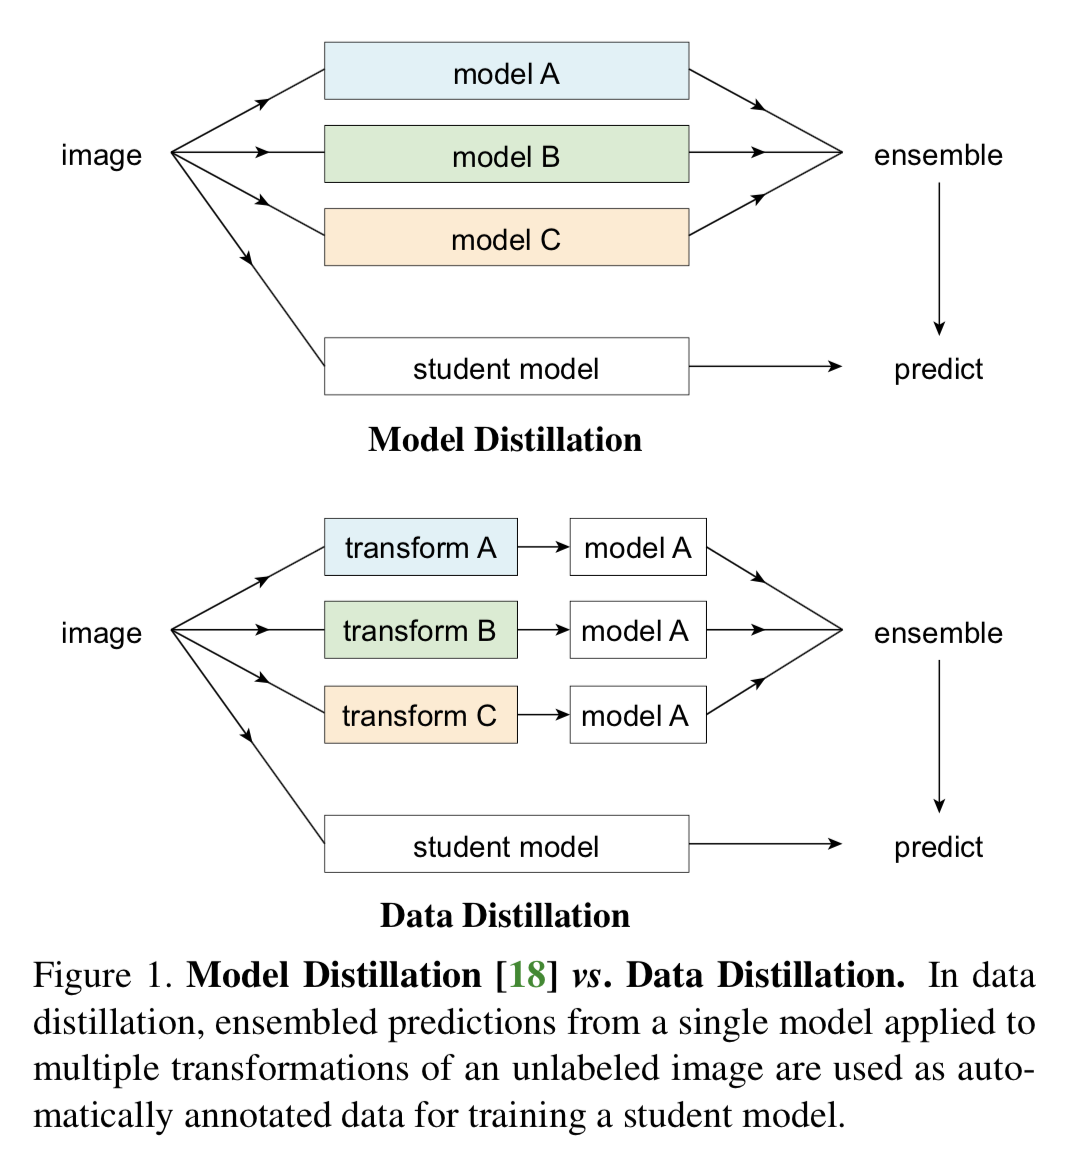 model A
image
model B
ensemble
model C
student model
predict
Model Distillation
transform A
model A
image
transform B
model A
ensemble
transform C
model A
student model
predict
Data Distillation
Figure 1. Model Distillation [18] vs. Data Distillation. In data
distillation, ensembled predictions from a single model applied to
multiple transformations of an unlabeled image are used as auto-
matically annotated data for training a student model.